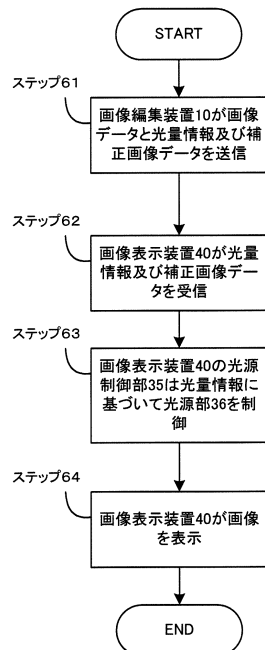 START
ステップ61
画像編集装置10が画像
データと光量情報及び補
正画像データを送信
ステップ62
画像表示装置40が光量
情報及び補正画像デー
タを受信
ステップ63
画像表示装置40の光源
制御部35は光量情報に
基づいて光源部36を制
御
ステップ64
画像表示装置40が画像
を表示
END